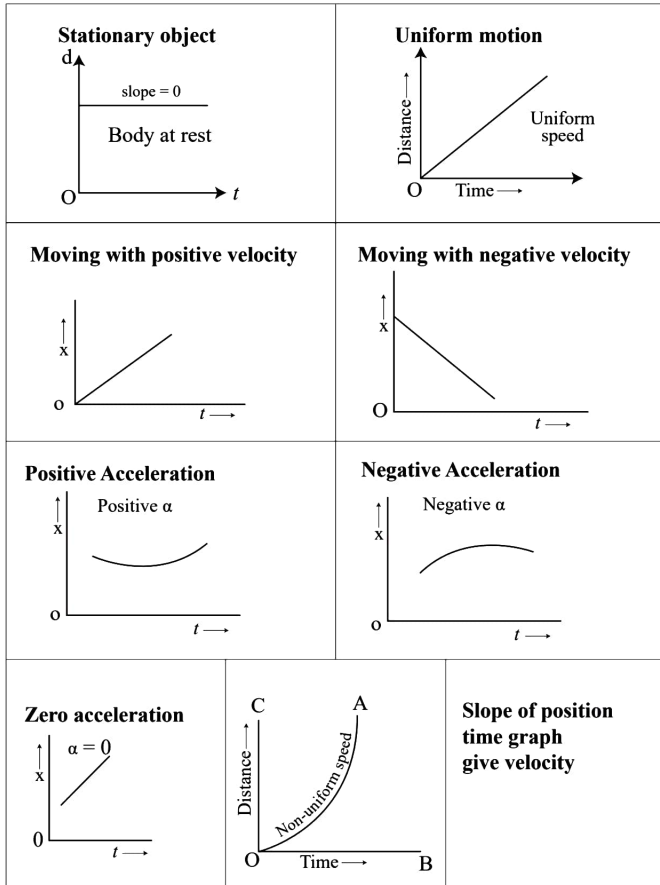 Stationary object
d
slope = 0
Body at rest
O
t
Uniform motion
Distance
Uniform
speed
O
Time
Moving with positive velocity
x
o
t
Moving with negative velocity
x
O
t
Positive Acceleration
Positive α
x
o
t
Negative Acceleration
Negative α
x
o
t
Zero acceleration
α = 0
x
0
t
C
A
Distance
Non-uniform speed
O
Time
B
Slope of position
time graph
give velocity